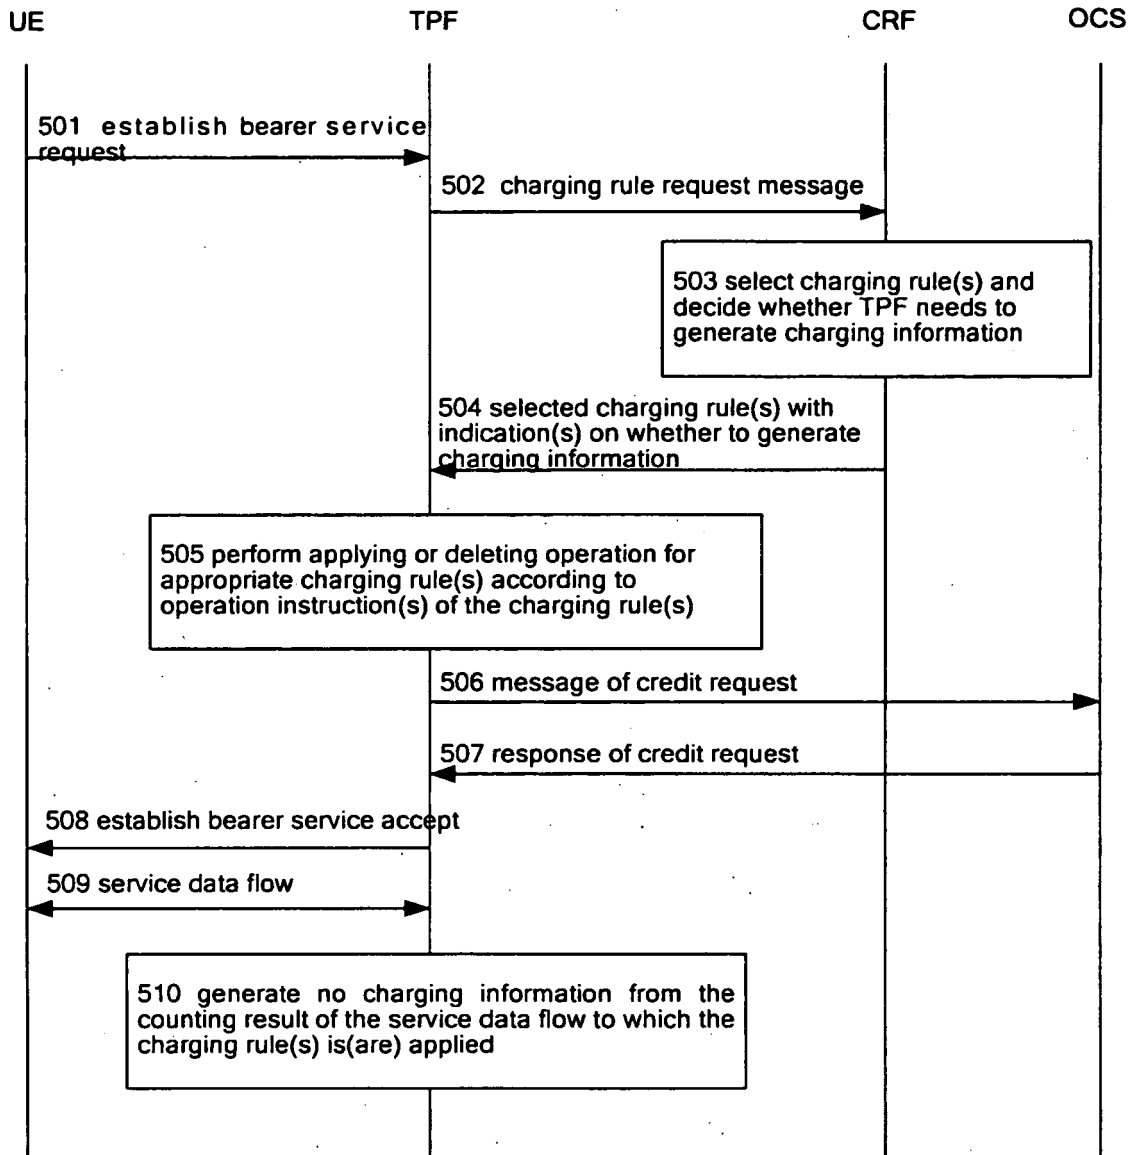 UE TPF CRF OCS
501 establish bearer service
request
502 charging rule request message
503 select charging rule(s) and
decide whether TPF needs to
generate charging information
504 selected charging rule(s) with
indication(s) on whether to generate
charging information
505 perform applying or deleting operation for
appropriate charging rule(s) according to
operation instruction(s) of the charging rule(s)
506 message of credit request
507 response of credit request
508 establish bearer service accept
509 service data flow
510 generate no charging information from the
counting result of the service data flow to which the
charging rule(s) is(are) applied